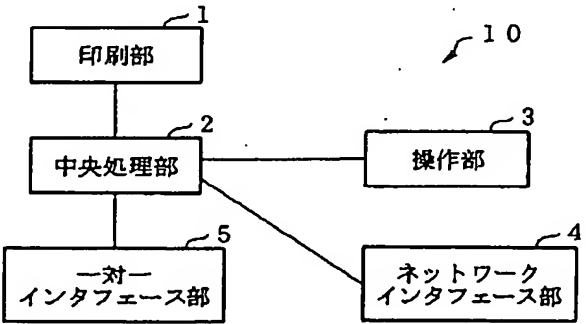 1
10
印刷部
2
3
中央処理部
操作部
5
4
一対一
インタフェース部
ネットワーク
インタフェース部